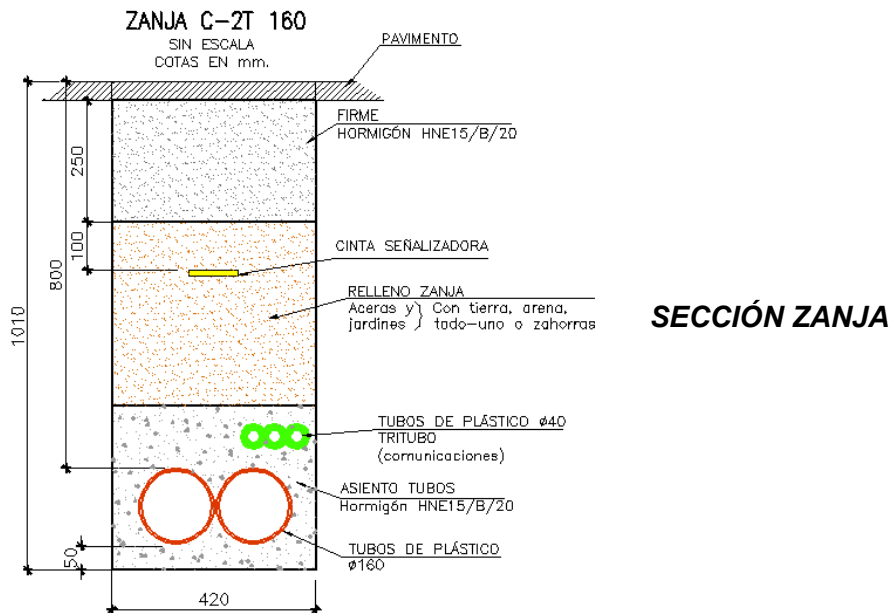 ZANJA C-2T 160
SIN ESCALA
COTAS EN mm.
PAVIMENTO
FIRME
HORMIGÓN HNE15/B/20
250
100
800
1010
CINTA SEÑALIZADORA
RELLENO ZANJA
Aceras y } Con tierra, arena,
jardines } todo-uno o zahorras
SECCIÓN ZANJA
TUBOS DE PLÁSTICO ø40
TRITUBO
(comunicaciones)
ASIENTO TUBOS
Hormigón HNE15/B/20
TUBOS DE PLÁSTICO
ø160
50
420